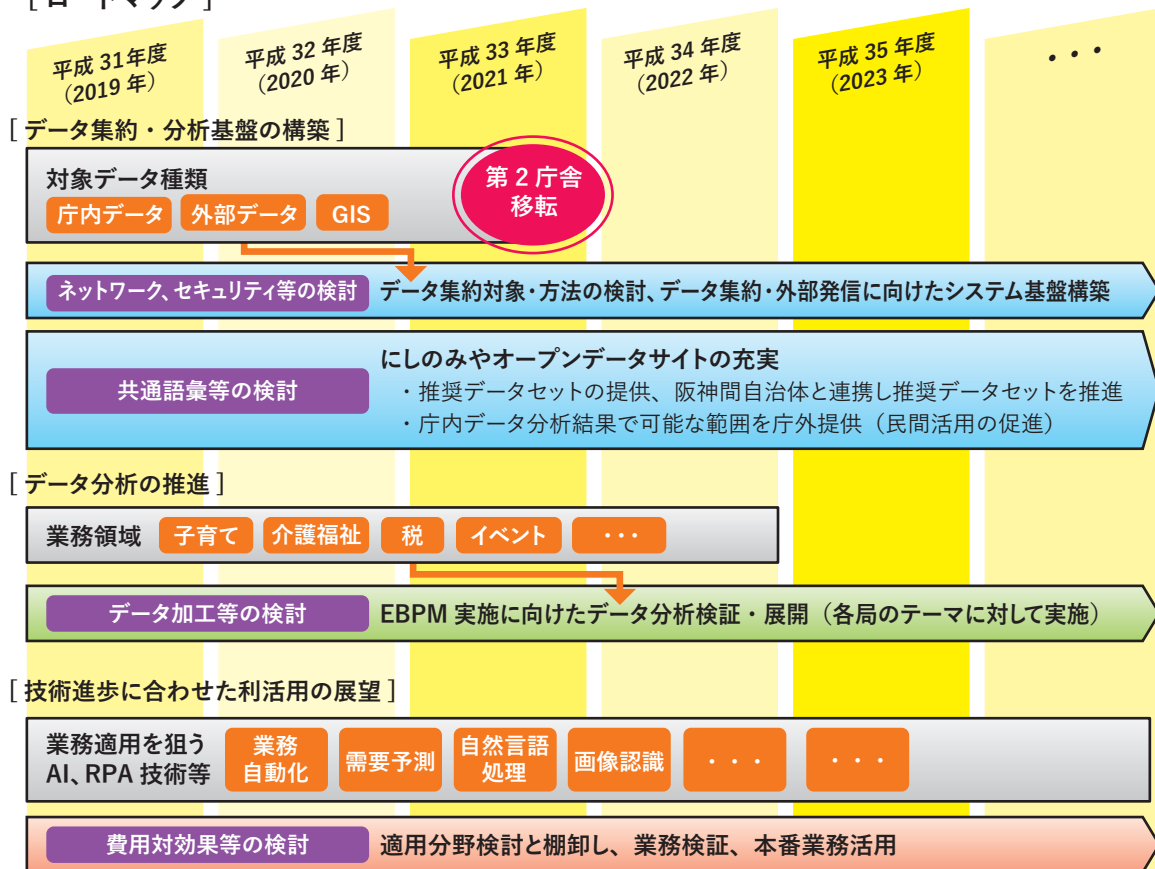 [ロードマップ]
平成 31年度
（2019 年）
平成 32 年度
（2020 年）
平成 33 年度
（2021 年）
平成 34 年度
（2022 年）
平成 35 年度
（2023 年）
・・・
[ データ集約・分析基盤の構築 ]
対象データ種類
庁内データ 外部データ GIS
第 2 庁舎
移転
ネットワーク、セキュリティ等の検討 データ集約対象・方法の検討、データ集約・外部発信に向けたシステム基盤構築
にしのみやオープンデータサイトの充実
共通語彙等の検討
・推奨データセットの提供、阪神間自治体と連携し推奨データセットを推進
・庁内データ分析結果で可能な範囲を庁外提供（民間活用の促進）
[ データ分析の推進 ]
業務領域 子育て 介護福祉 税 イベント ・・・
データ加工等の検討 EBPM 実施に向けたデータ分析検証・展開（各局のテーマに対して実施）
[ 技術進歩に合わせた利活用の展望 ]
業務適用を狙う
AI、RPA 技術等
業務
自動化
需要予測
自然言語
処理
画像認識
・・・
・・・
費用対効果等の検討 適用分野検討と棚卸し、業務検証、本番業務活用